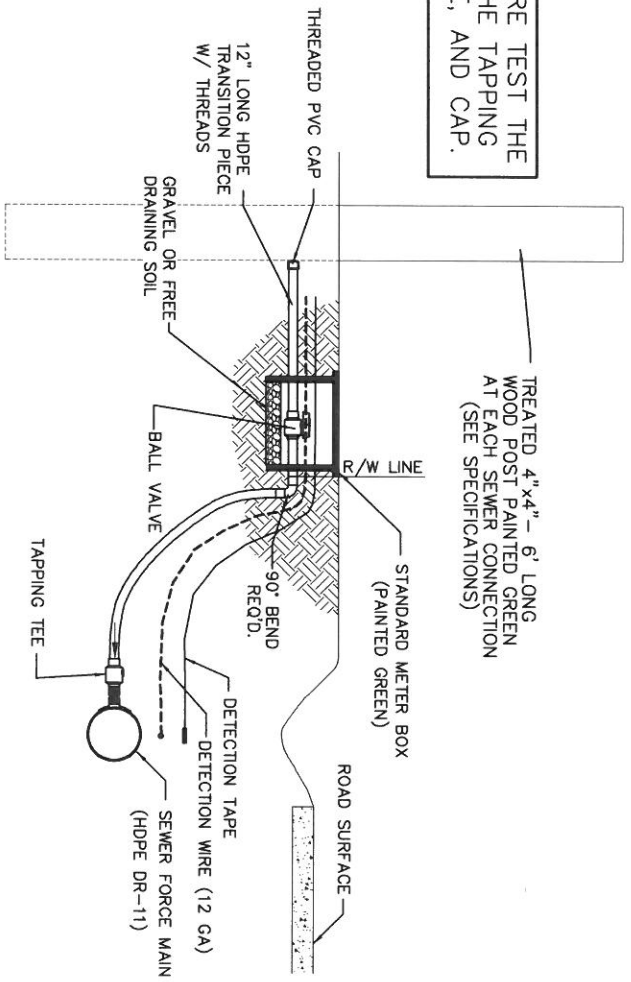 RE TEST THE
HE TAPPING
AND CAP.
TREATED 4"x4"– 6' LONG
WOOD POST PAINTED GREEN
AT EACH SEWER CONNECTION
(SEE SPECIFICATIONS)
THREADED PVC CAP
12" LONG HDPE
TRANSITION PIECE
W/ THREADS
GRAVEL OR FREE
DRAINING SOIL
R/W LINE
STANDARD METER BOX
(PAINTED GREEN)
ROAD SURFACE
BALL VALVE
90° BEND
REQ'D.
TAPPING TEE
DETECTION TAPE
DETECTION WIRE (12 GA)
SEWER FORCE MAIN
(HDPE DR–11)